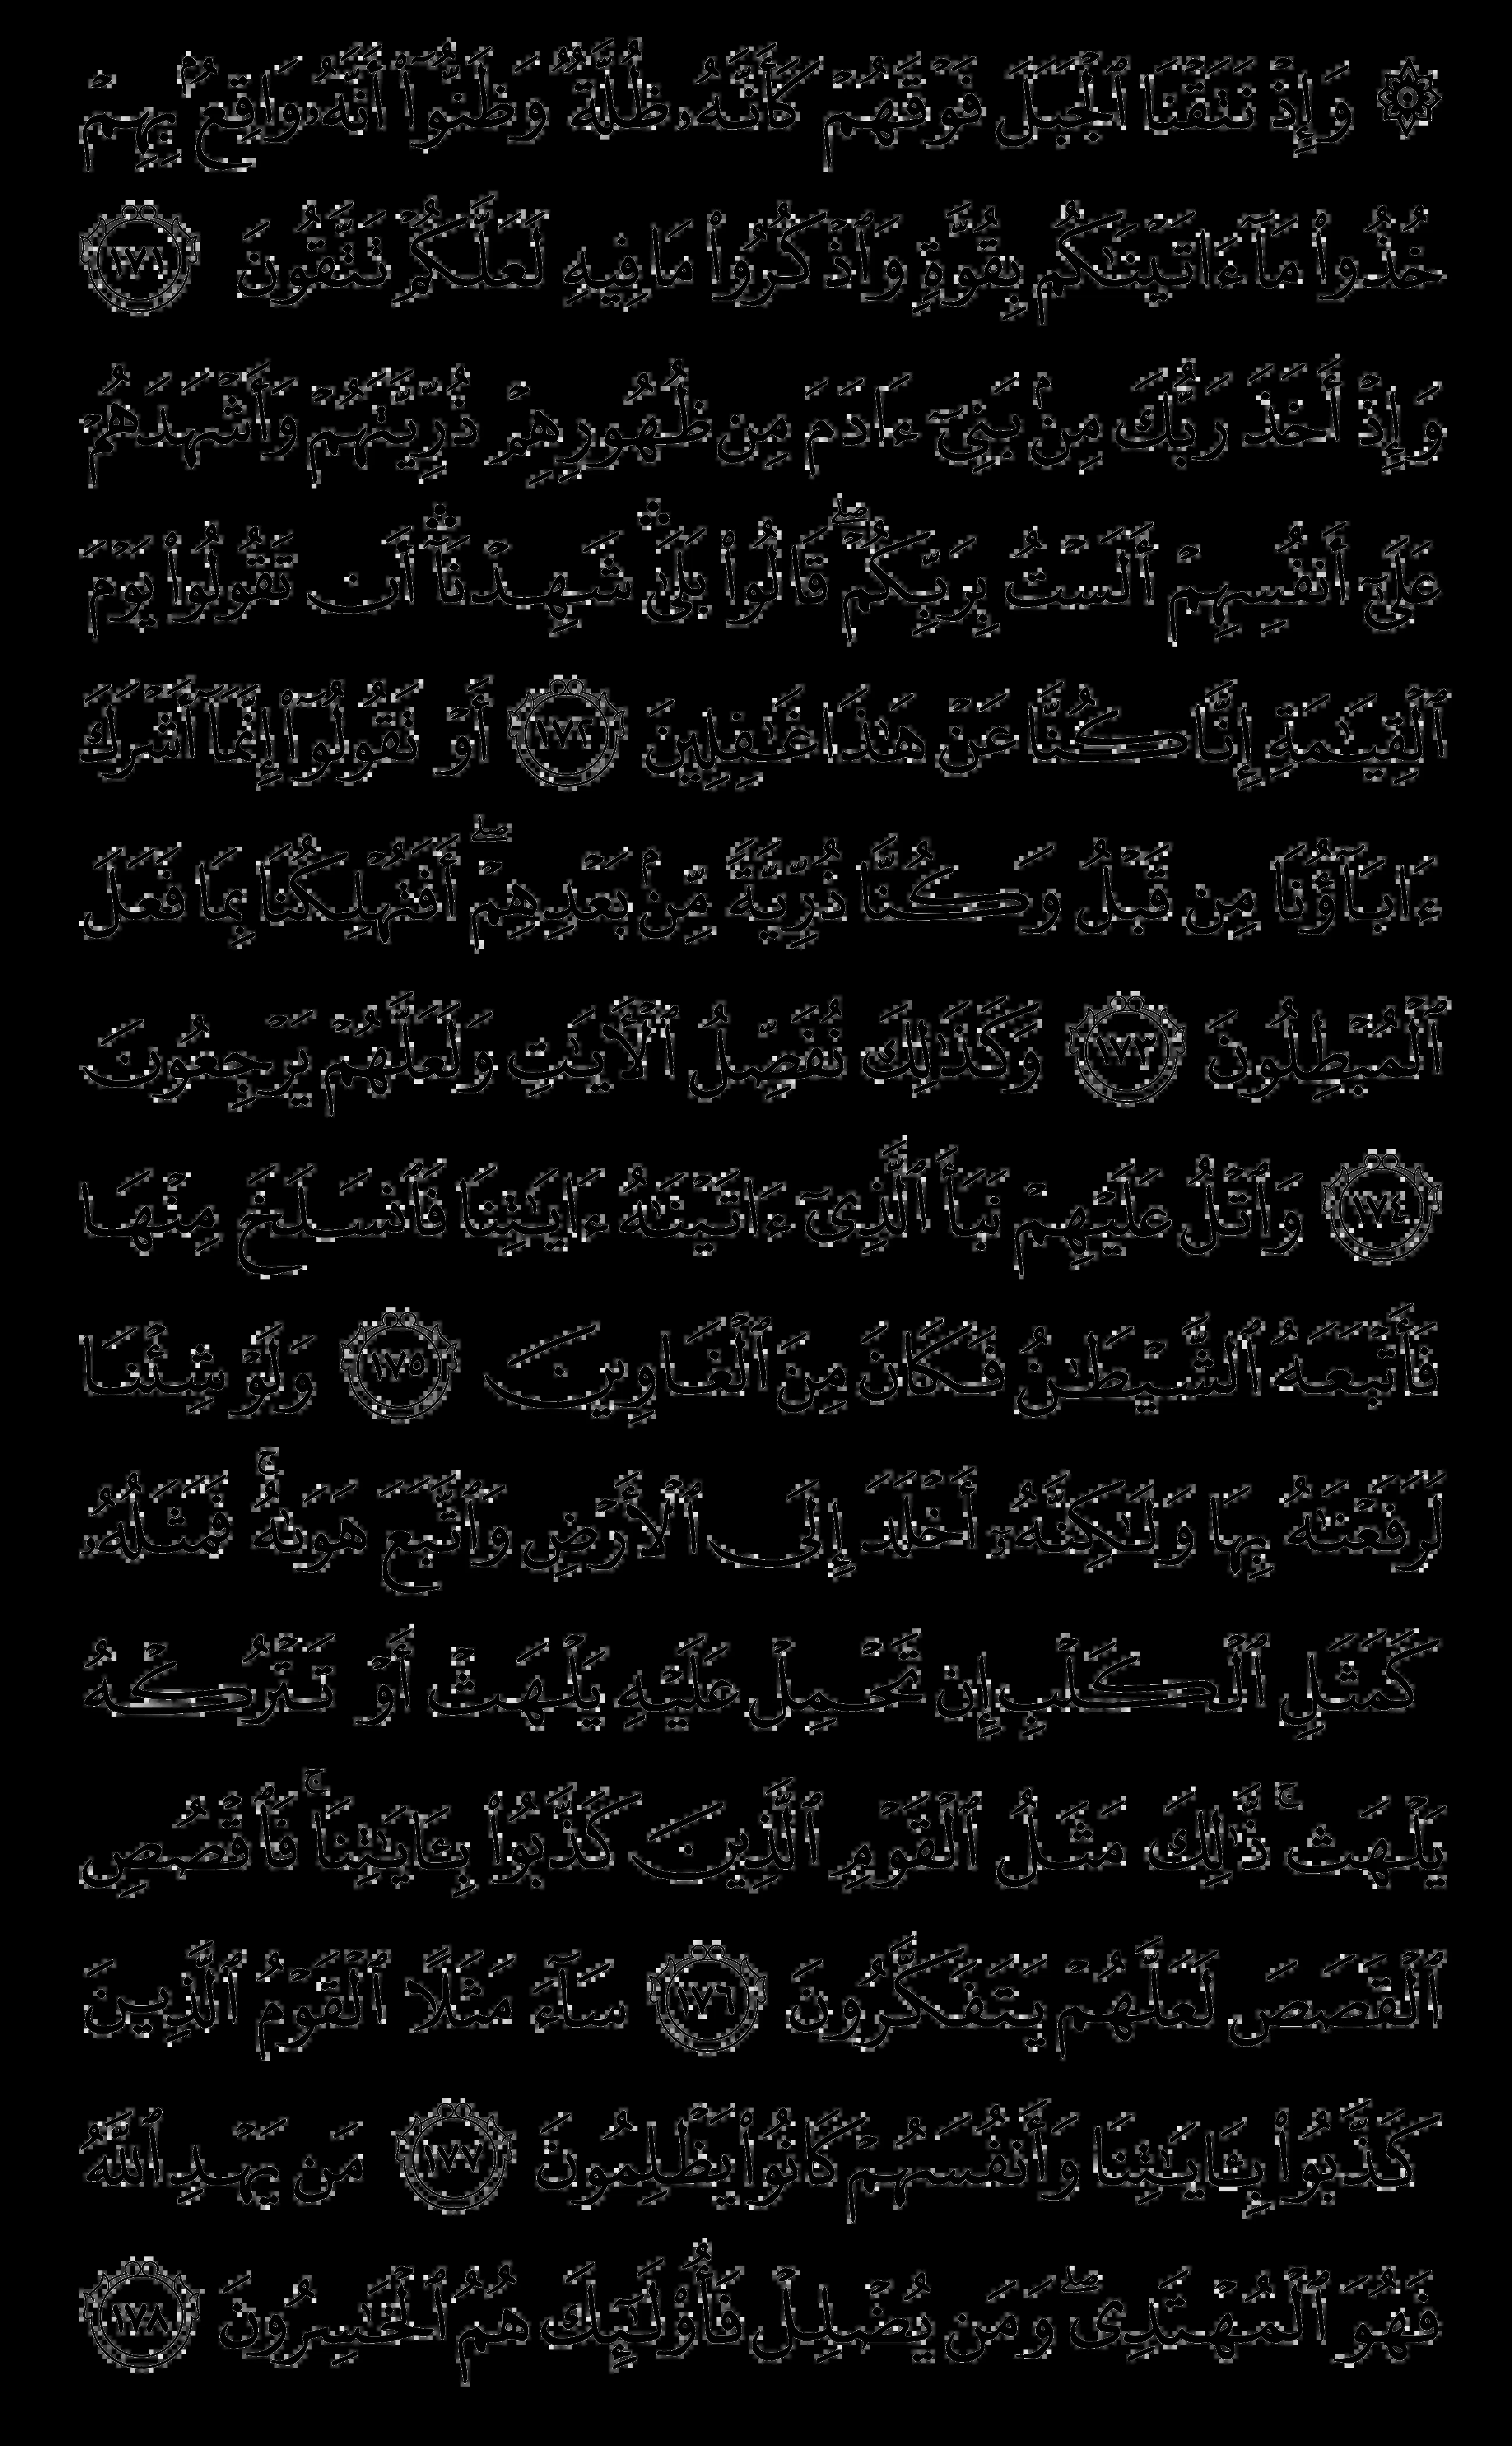 ۞ وَإِذْ نَتَقْنَا ٱلْجَبَلَ فَوْقَهُمْ كَأَنَّهُۥ ظُلَّةٌ وَظَنُّوٓا۟ أَنَّهُۥ وَاقِعٌۢ بِهِمْ
خُذُوا۟ مَآ ءَاتَيْنَـٰكُم بِقُوَّةٍ وَٱذْكُرُوا۟ مَا فِيهِ لَعَلَّكُمْ تَتَّقُونَ ١٧١
وَإِذْ أَخَذَ رَبُّكَ مِنۢ بَنِىٓ ءَادَمَ مِن ظُهُورِهِمْ ذُرِّيَّتَهُمْ وَأَشْهَدَهُمْ
عَلَىٰٓ أَنفُسِهِمْ أَلَسْتُ بِرَبِّكُمْ ۖ قَالُوا۟ بَلَىٰ ۛ شَهِدْنَآ ۛ أَن تَقُولُوا۟ يَوْمَ
ٱلْقِيَـٰمَةِ إِنَّا كُنَّا عَنْ هَـٰذَا غَـٰفِلِينَ ١٧٢ أَوْ تَقُولُوٓا۟ إِنَّمَآ أَشْرَكَ
ءَابَآؤُنَا مِن قَبْلُ وَكُنَّا ذُرِّيَّةً مِّنۢ بَعْدِهِمْ ۖ أَفَتُهْلِكُنَا بِمَا فَعَلَ
ٱلْمُبْطِلُونَ ١٧٣ وَكَذَٰلِكَ نُفَصِّلُ ٱلْـَٔايَـٰتِ وَلَعَلَّهُمْ يَرْجِعُونَ
١٧٤ وَٱتْلُ عَلَيْهِمْ نَبَأَ ٱلَّذِىٓ ءَاتَيْنَـٰهُ ءَايَـٰتِنَا فَٱنسَلَخَ مِنْهَا
فَأَتْبَعَهُ ٱلشَّيْطَـٰنُ فَكَانَ مِنَ ٱلْغَاوِينَ ١٧٥ وَلَوْ شِئْنَا
لَرَفَعْنَـٰهُ بِهَا وَلَـٰكِنَّهُۥٓ أَخْلَدَ إِلَى ٱلْأَرْضِ وَٱتَّبَعَ هَوَىٰهُ ۚ فَمَثَلُهُۥ
كَمَثَلِ ٱلْكَلْبِ إِن تَحْمِلْ عَلَيْهِ يَلْهَثْ أَوْ تَتْرُكْهُ
يَلْهَث ۚ ذَّٰلِكَ مَثَلُ ٱلْقَوْمِ ٱلَّذِينَ كَذَّبُوا۟ بِـَٔايَـٰتِنَا ۚ فَٱقْصُصِ
ٱلْقَصَصَ لَعَلَّهُمْ يَتَفَكَّرُونَ ١٧٦ سَآءَ مَثَلًا ٱلْقَوْمُ ٱلَّذِينَ
كَذَّبُوا۟ بِـَٔايَـٰتِنَا وَأَنفُسَهُمْ كَانُوا۟ يَظْلِمُونَ ١٧٧ مَن يَهْدِ ٱللَّهُ
فَهُوَ ٱلْمُهْتَدِى ۖ وَمَن يُضْلِلْ فَأُو۟لَـٰٓئِكَ هُمُ ٱلْخَـٰسِرُونَ ١٧٨